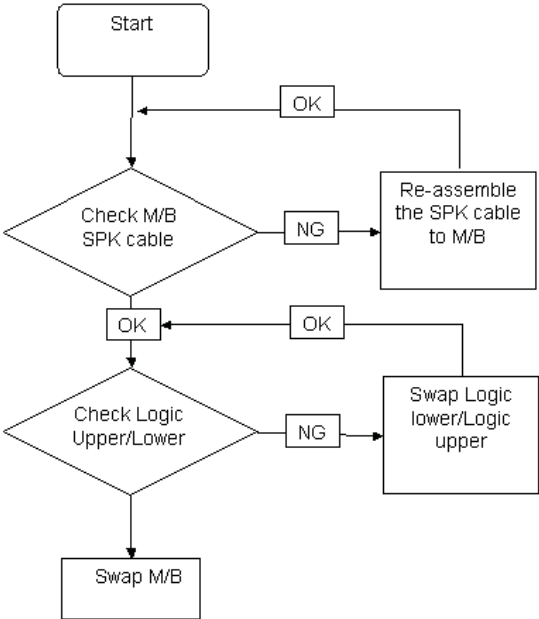 Start
OK
Check M/B
SPK cable
NG
Re-assemble
the SPK cable
to M/B
OK
OK
Check Logic
Upper/Lower
NG
Swap Logic
lower/Logic
upper
Swap M/B